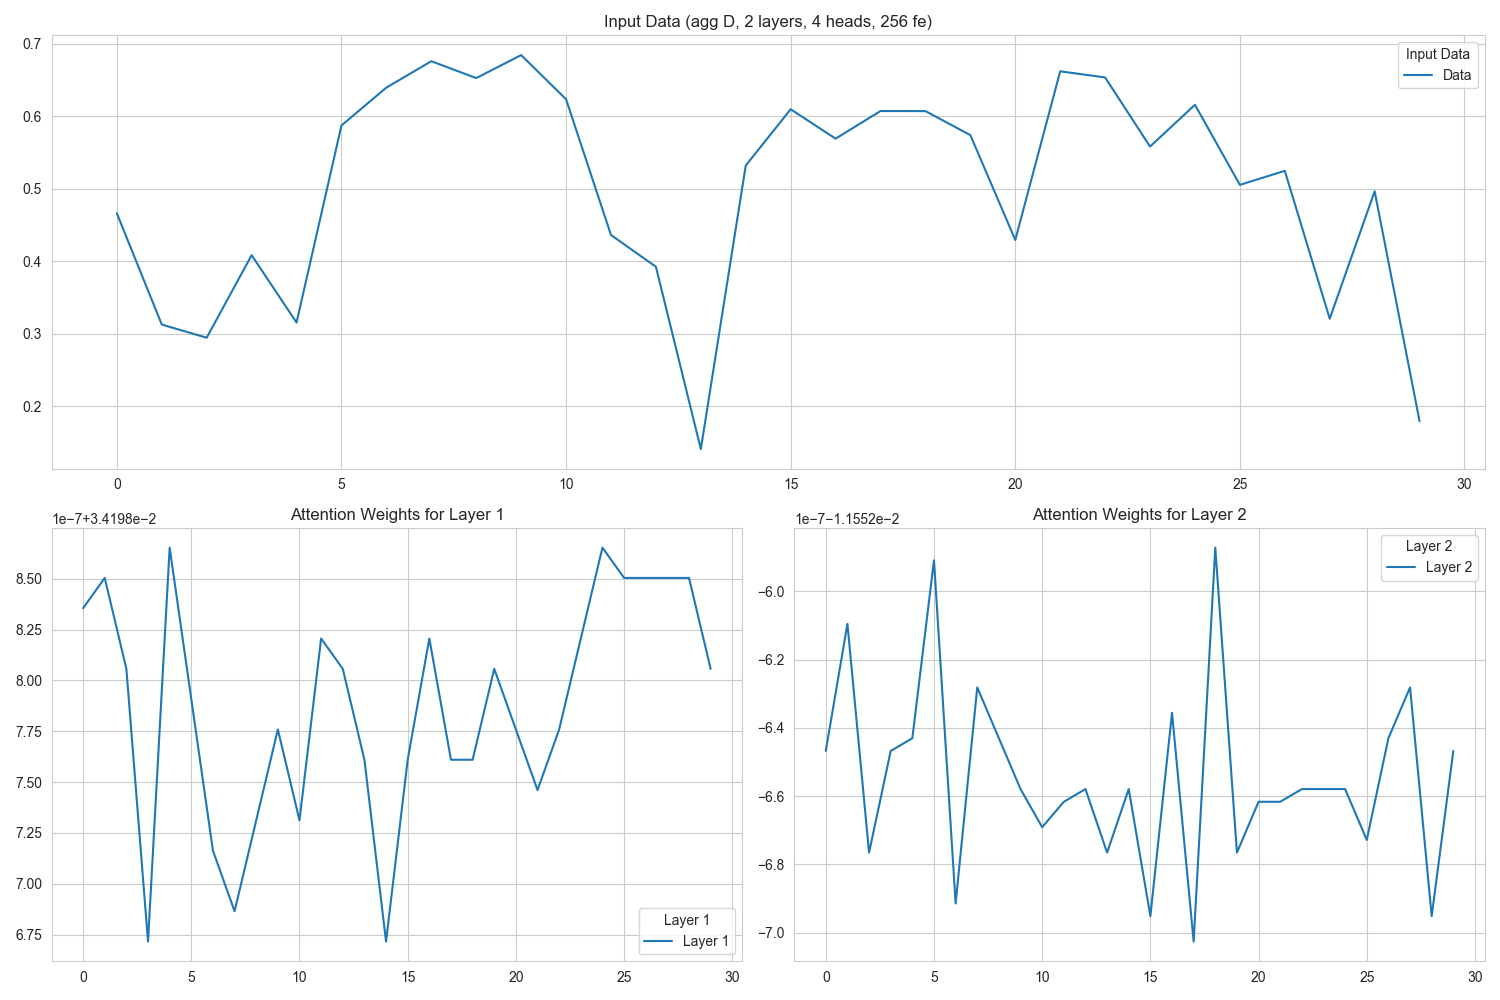 Input Data (agg D, 2 layers, 4 heads, 256 fe)
0.7
0.6
0.5
0.4
0.3
0.2
Input Data
Data
0 5 10 15 20 25 30
Attention Weights for Layer 1
1e−7+3.4198e−2
8.50
8.25
8.00
7.75
7.50
7.25
7.00
6.75
Layer 1
Layer 1
0 5 10 15 20 25 30
Attention Weights for Layer 2
1e−7−1.1552e−2
Layer 2
Layer 2
−6.0
−6.2
−6.4
−6.6
−6.8
−7.0
0 5 10 15 20 25 30